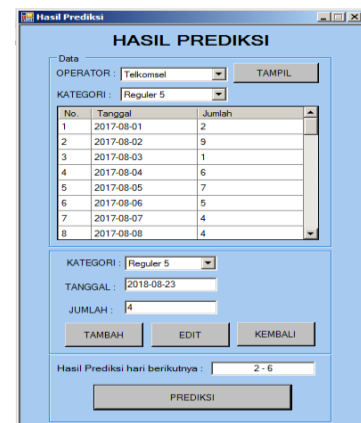 Hasil Prediksi
HASIL PREDIKSI
Data
OPERATOR : Telkomsel TAMPIL
KATEGORI : Reguler 5
No. Tanggal Jumlah
1 2017-08-01 2
2 2017-08-02 9
3 2017-08-03 1
4 2017-08-04 6
5 2017-08-05 7
6 2017-08-06 5
7 2017-08-07 4
8 2017-08-08 4
KATEGORI : Reguler 5
TANGGAL : 2018-08-23
JUMLAH : 4
TAMBAH EDIT KEMBALI
Hasil Prediksi hari berikutnya : 2 - 6
PREDIKSI